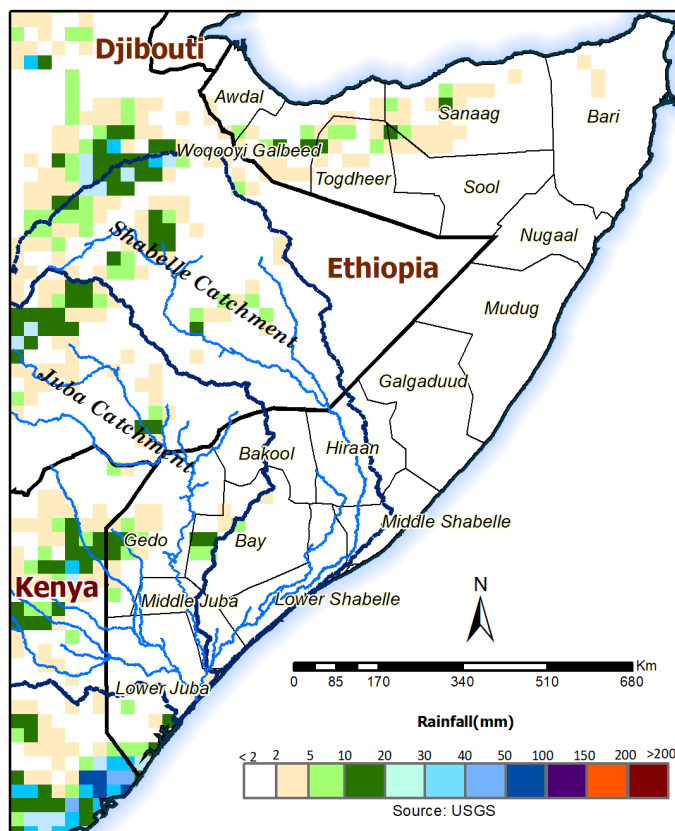 Djibouti
Awdal
Sanaag
Bari
Woqooyi Galbeed
Togdheer
Sool
Nugaal
Shabelle Catchment
Ethiopia
Mudug
Galgaduud
Juba Catchment
Bakool
Hiraan
Middle Shabelle
Gedo
Bay
Kenya
Middle Juba
Lower Shabelle
N
Lower Juba
Km
0 85 170 340 510 680
Rainfall(mm)
< 2 2 5 10 20 30 40 50 100 150 200 >200
Source: USGS